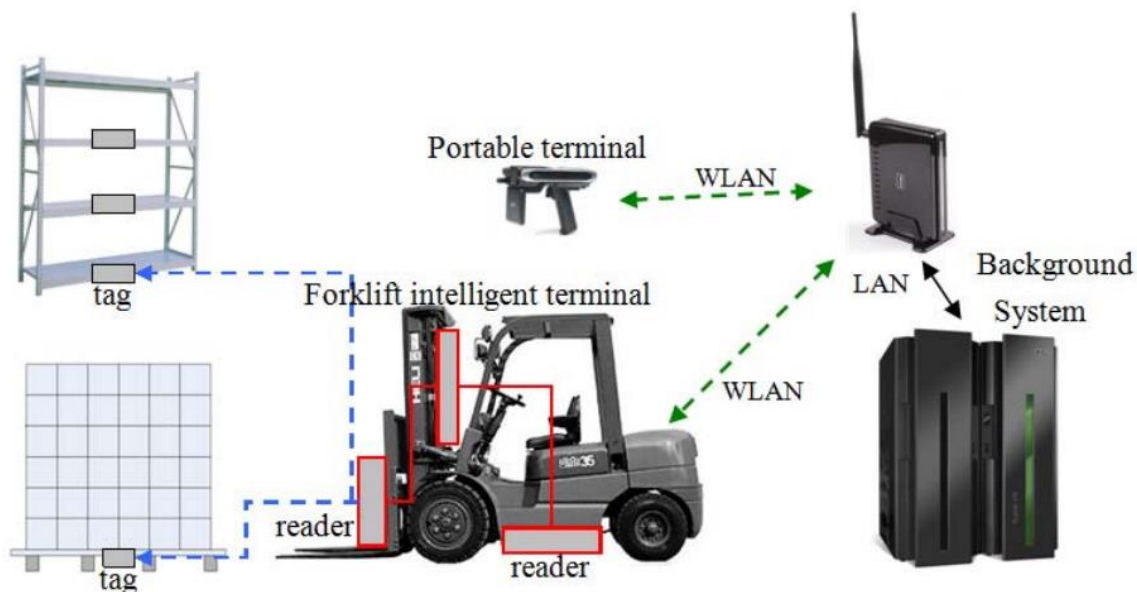 Portable terminal
WLAN
Background
System
LAN
tag
Forklift intelligent terminal
WLAN
reader
reader
tag